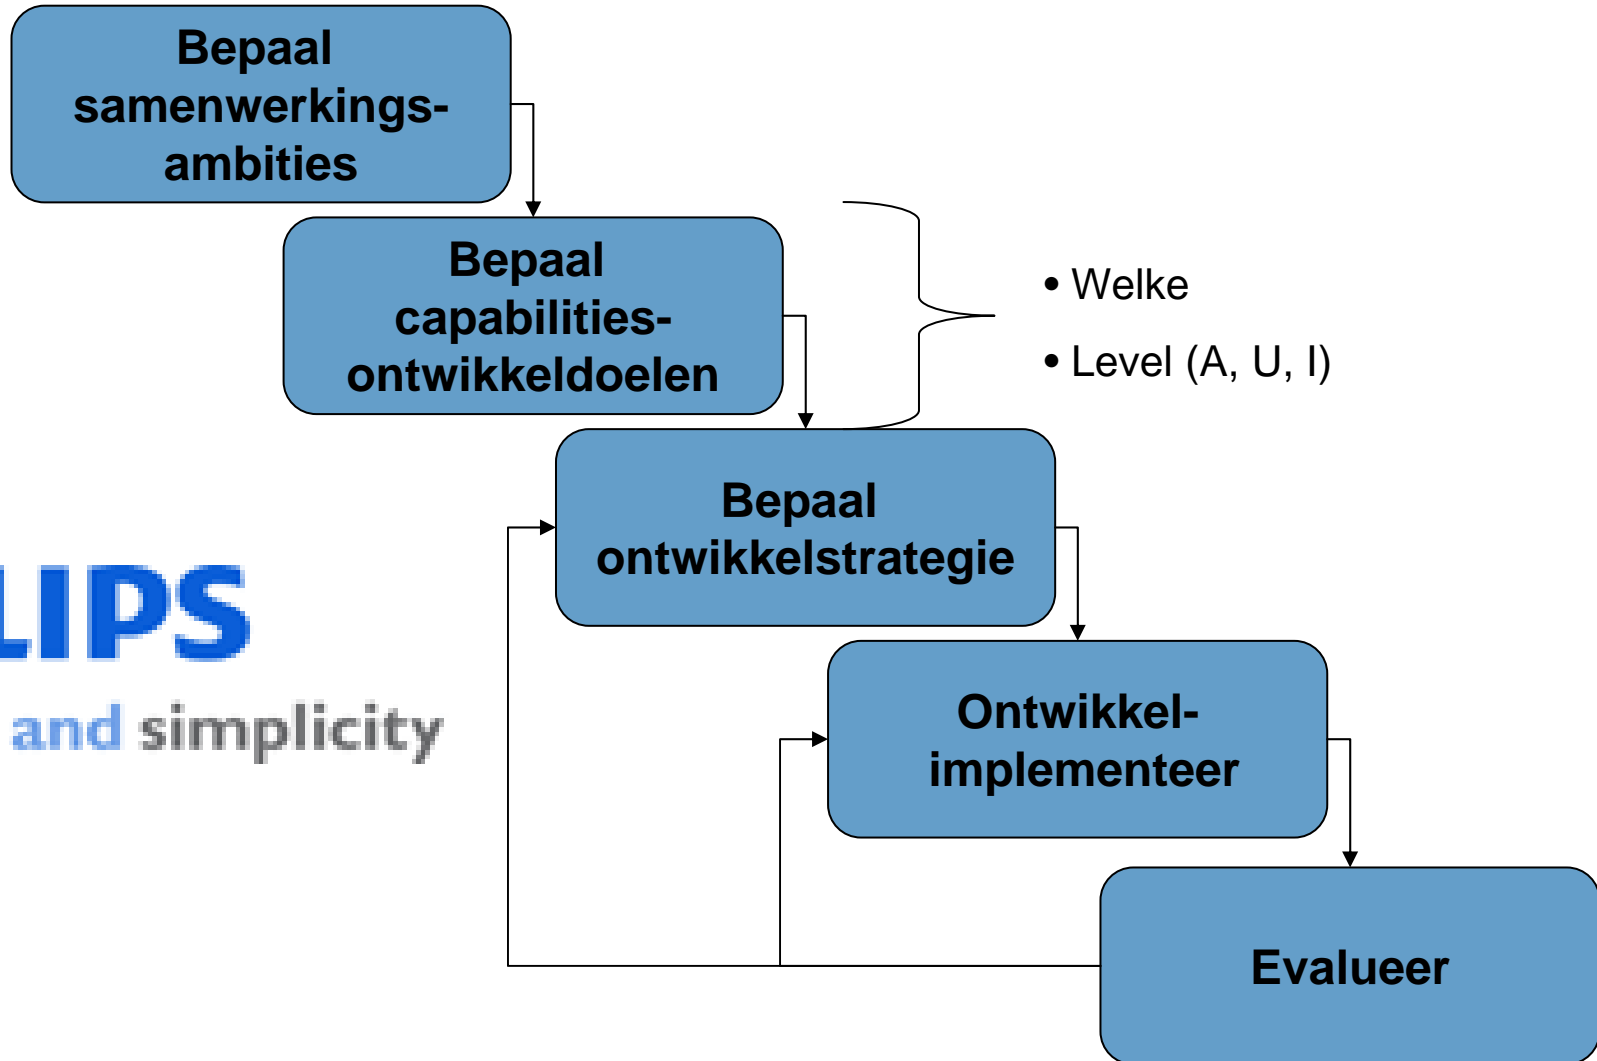 Bepaal
samenwerkings-
ambities
Bepaal
capabilities-
ontwikkeldoelen
• Welke
• Level (A, U, I)
Bepaal
ontwikkelstrategie
LIPS
and simplicity
Ontwikkel-
implementeer
Evalueer